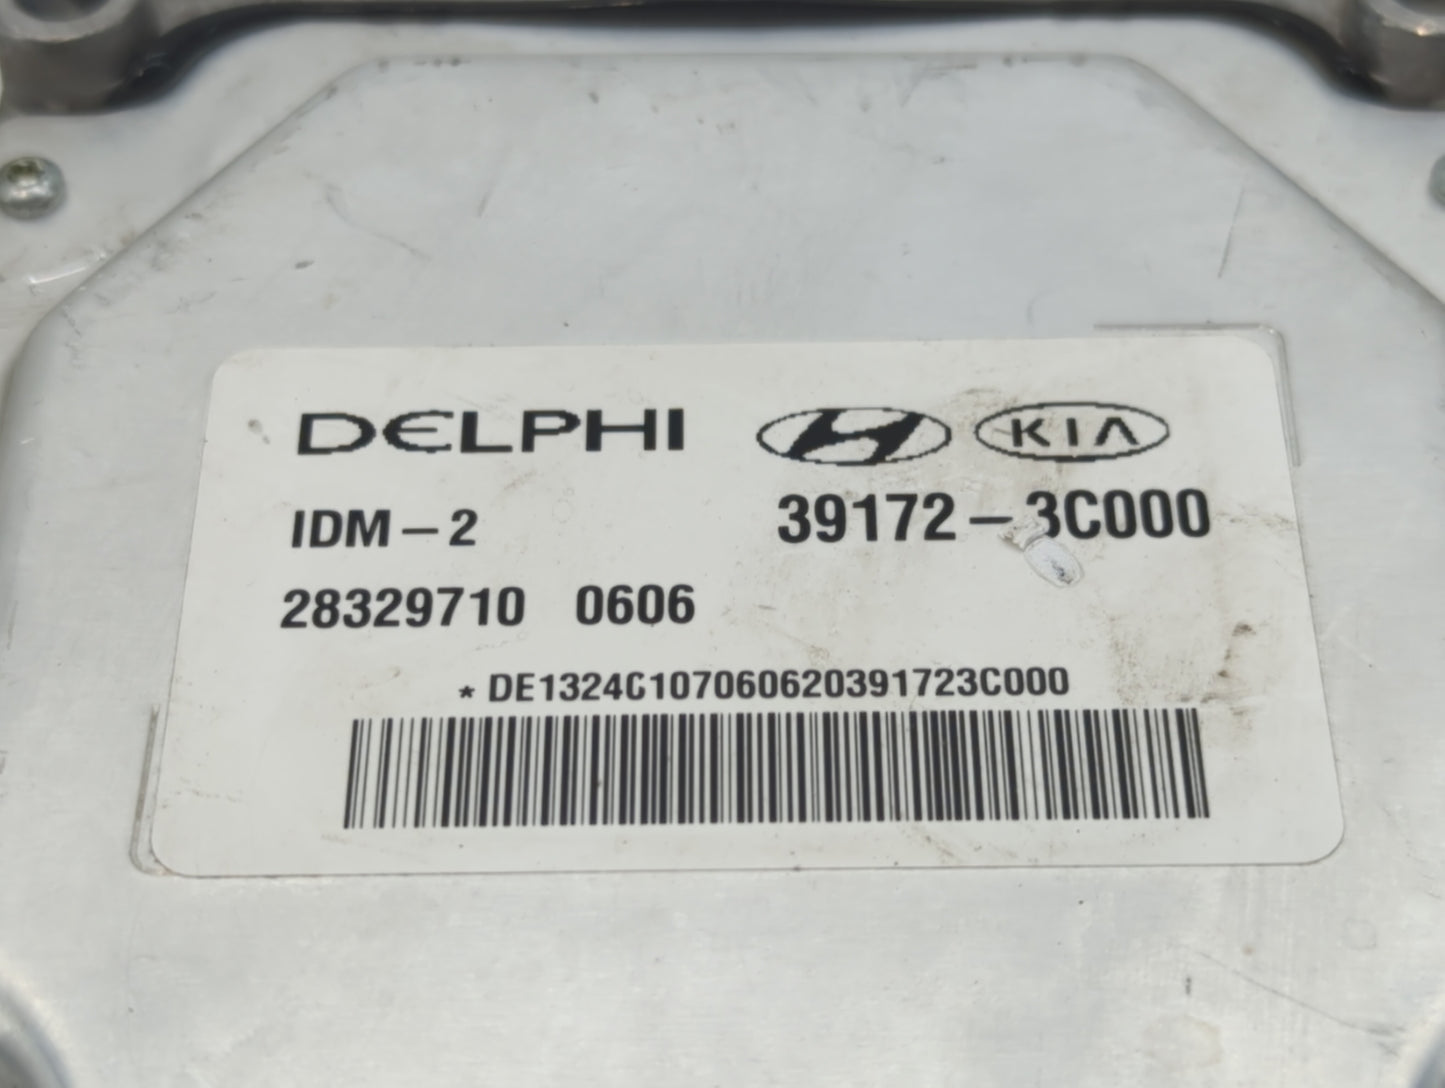 DELPHI KIA
IDM-2 39172-3C000
28329710 0606
* DE1324C107060620391723C000